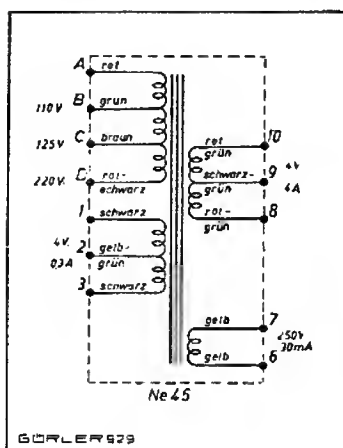 A rot
B grün
110V
C braun
125V
D rot-
220V. schwarz
1 schwarz
4V. 2 gelb-
0,3A grün
3 schwarz
rot 10
grün
4V
schwarz- 9
grün 4A
rot- 8
grün
gelb 7
250V
30mA
gelb 6
Ne 45
GÖRLER 929